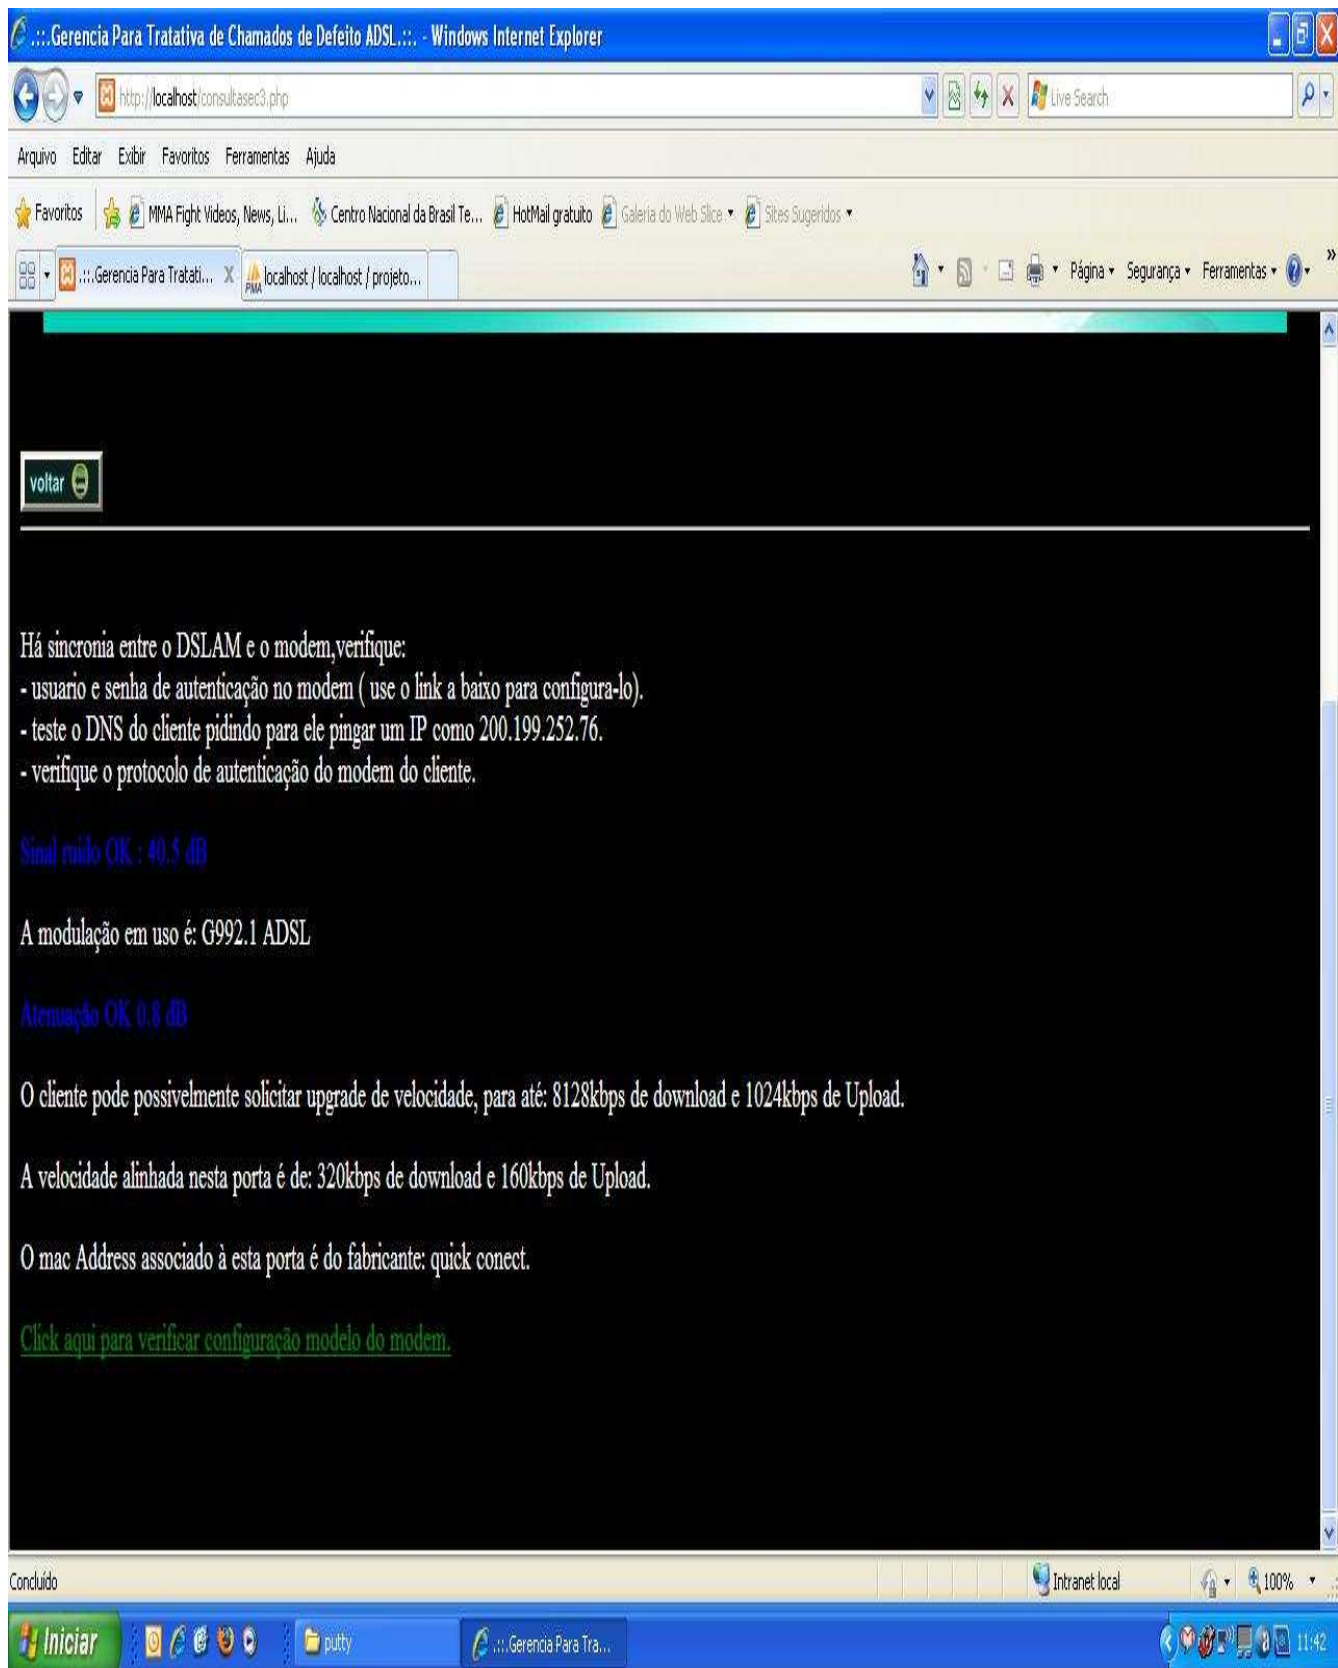 .:::.Gerencia Para Tratativa de Chamados de Defeito ADSL.:::. - Windows Internet Explorer
http://localhost/consultasec3.php
Live Search
Arquivo Editar Exibir Favoritos Ferramentas Ajuda
Favoritos MMA Fight Videos, News, Li... Centro Nacional da Brasil Te... HotMail gratuito Galeria do Web Slice Sites Sugeridos
.:::.Gerencia Para Tratati... X PMA localhost / localhost / projeto... Página Segurança Ferramentas »
voltar
Há sincronia entre o DSLAM e o modem,verifique:
- usuario e senha de autenticação no modem ( use o link a baixo para configura-lo).
- teste o DNS do cliente pidindo para ele pingar um IP como 200.199.252.76.
- verifique o protocolo de autenticação do modem do cliente.
Sinal ruido OK : 40.5 dB
A modulação em uso é: G992.1 ADSL
Atenuação OK 0.8 dB
O cliente pode possivelmente solicitar upgrade de velocidade, para até: 8128kbps de download e 1024kbps de Upload.
A velocidade alinhada nesta porta é de: 320kbps de download e 160kbps de Upload.
O mac Address associado à esta porta é do fabricante: quick conect.
Click aqui para verificar configuração modelo do modem.
Concluído Intranet local 100%
Iniciar putty .:::.Gerencia Para Tra... 11:42